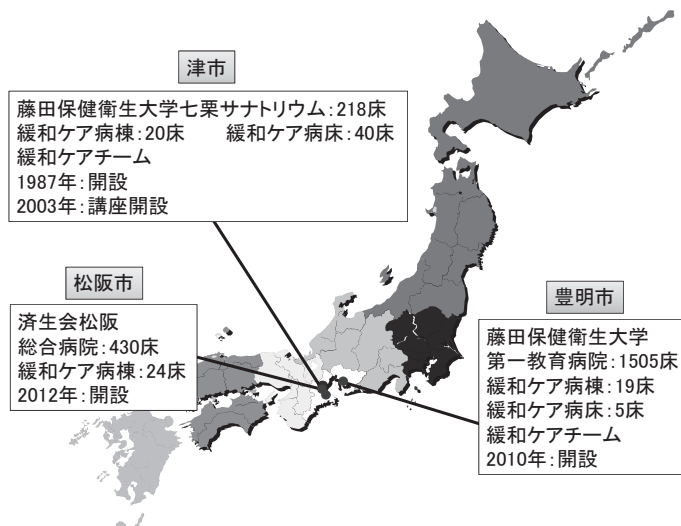 津市
藤田保健衛生大学七栗サナトリウム:218床
緩和ケア病棟:20床　緩和ケア病床:40床
緩和ケアチーム
1987年:開設
2003年:講座開設
松阪市
済生会松阪
総合病院:430床
緩和ケア病棟:24床
2012年:開設
豊明市
藤田保健衛生大学
第一教育病院:1505床
緩和ケア病棟:19床
緩和ケア病床:5床
緩和ケアチーム
2010年:開設